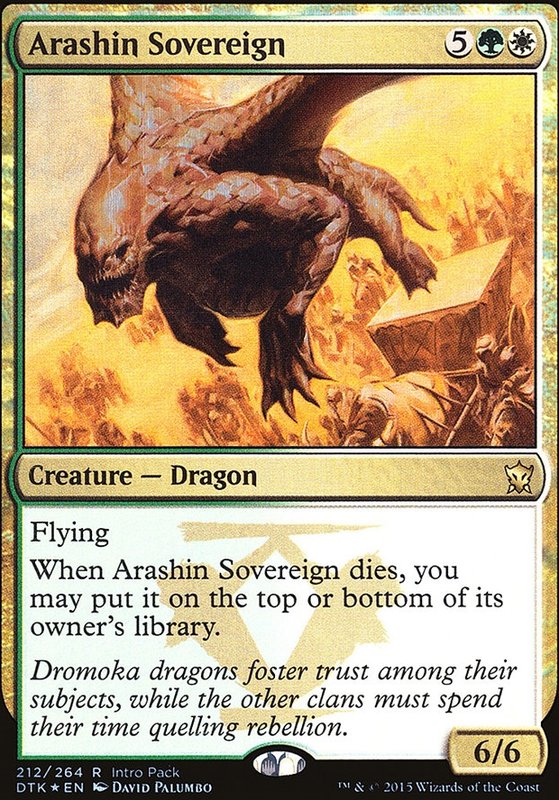 Arashin Sovereign 5
Creature — Dragon
Flying
When Arashin Sovereign dies, you
may put it on the top or bottom of its
owner's library.
Dromoka dragons foster trust among their
subjects, while the other clans must spend
their time quelling rebellion.
6/6
212/264 R Intro Pack
DTK ★ EN DAVID PALUMBO ™ & © 2015 Wizards of the Coast